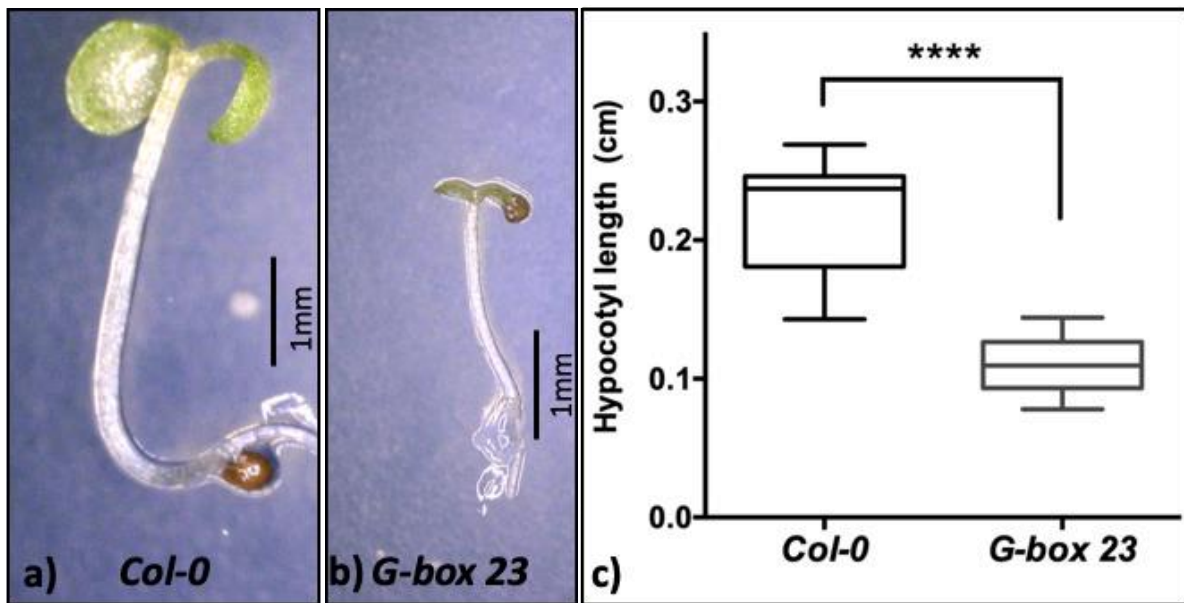 1mm
a) Col-0
1mm
b) G-box 23
****
Hypocotyl length (cm)
0.3
0.2
0.1
0.0
Col-0
G-box 23
c)